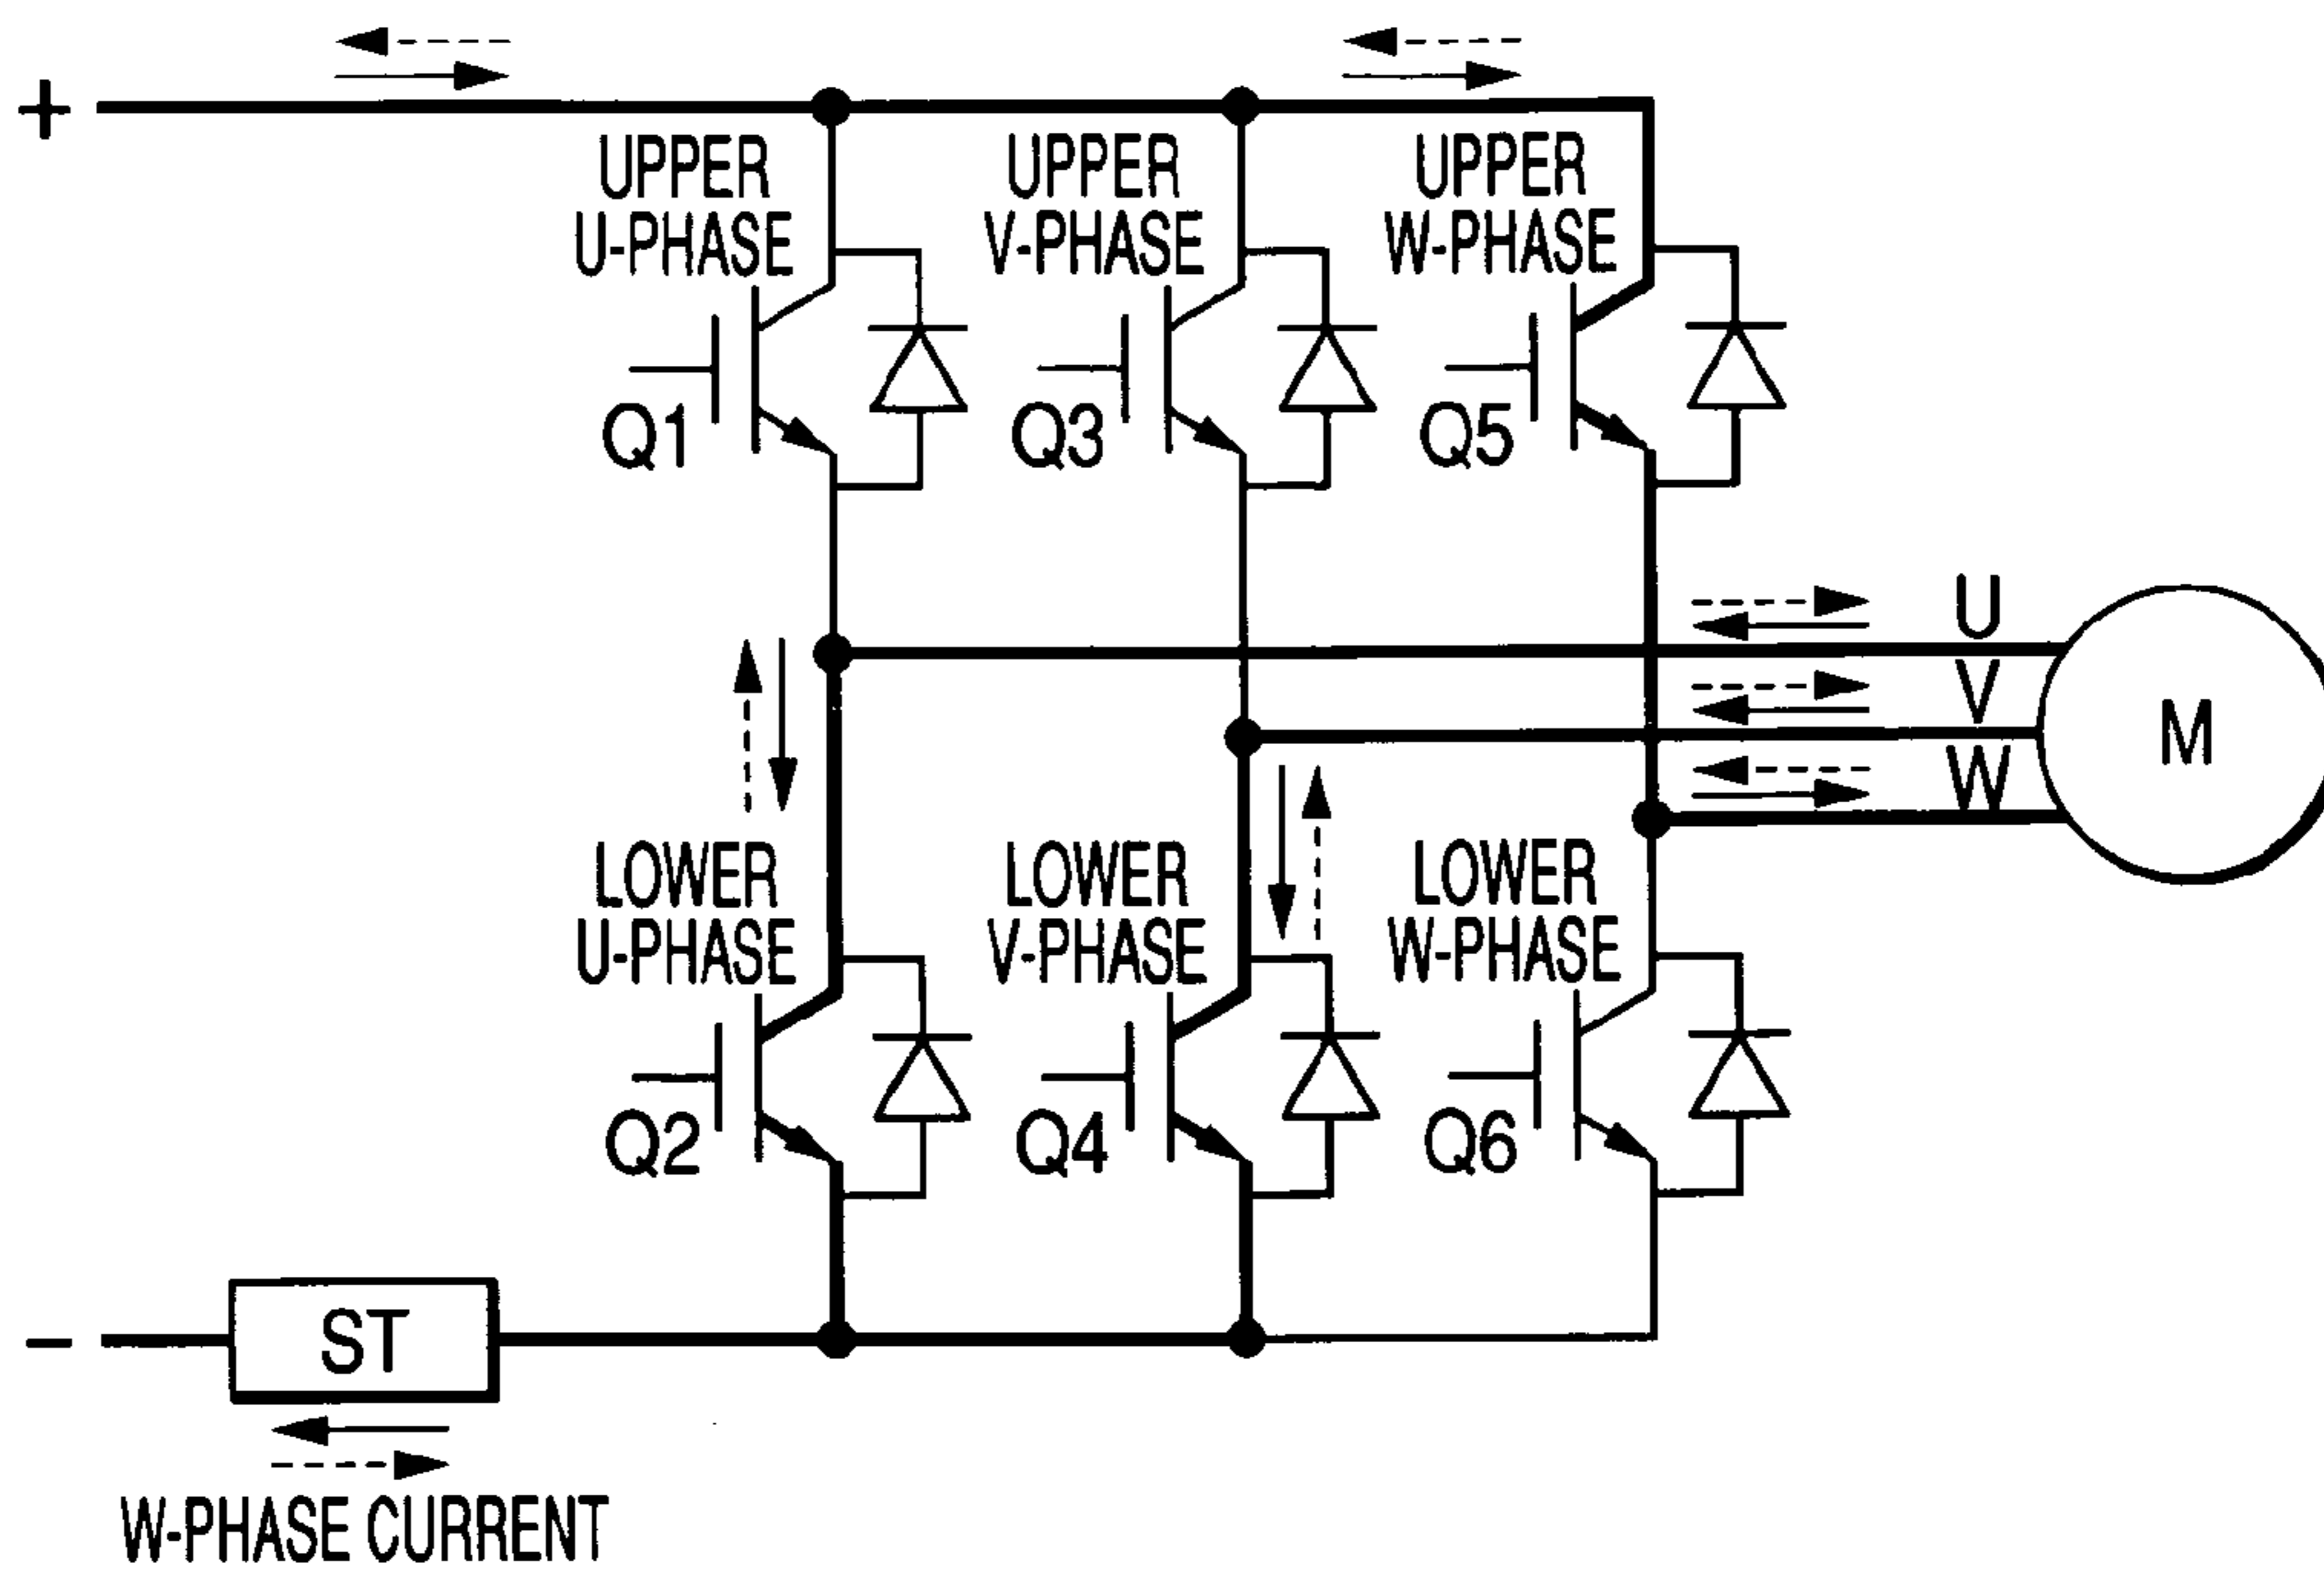 +
UPPER
U-PHASE
UPPER
V-PHASE
UPPER
W-PHASE
Q1
Q3
Q5
U
V
W
M
LOWER
U-PHASE
LOWER
V-PHASE
LOWER
W-PHASE
Q2
Q4
Q6
−
ST
W-PHASE CURRENT